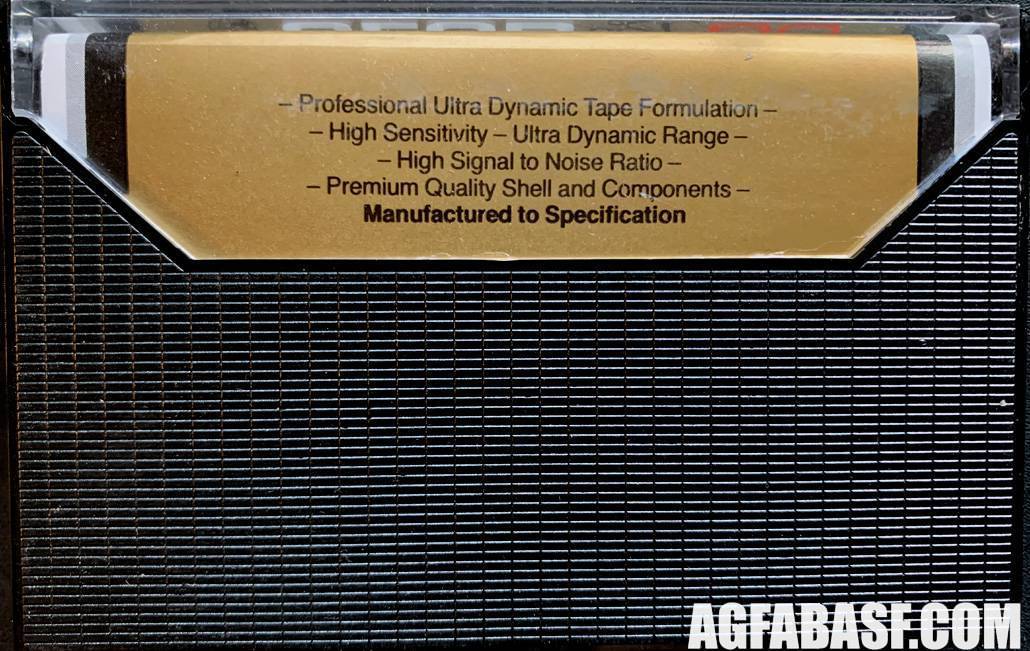 – Professional Ultra Dynamic Tape Formulation –
– High Sensitivity – Ultra Dynamic Range –
– High Signal to Noise Ratio –
– Premium Quality Shell and Components –
Manufactured to Specification
AGFABASF.COM